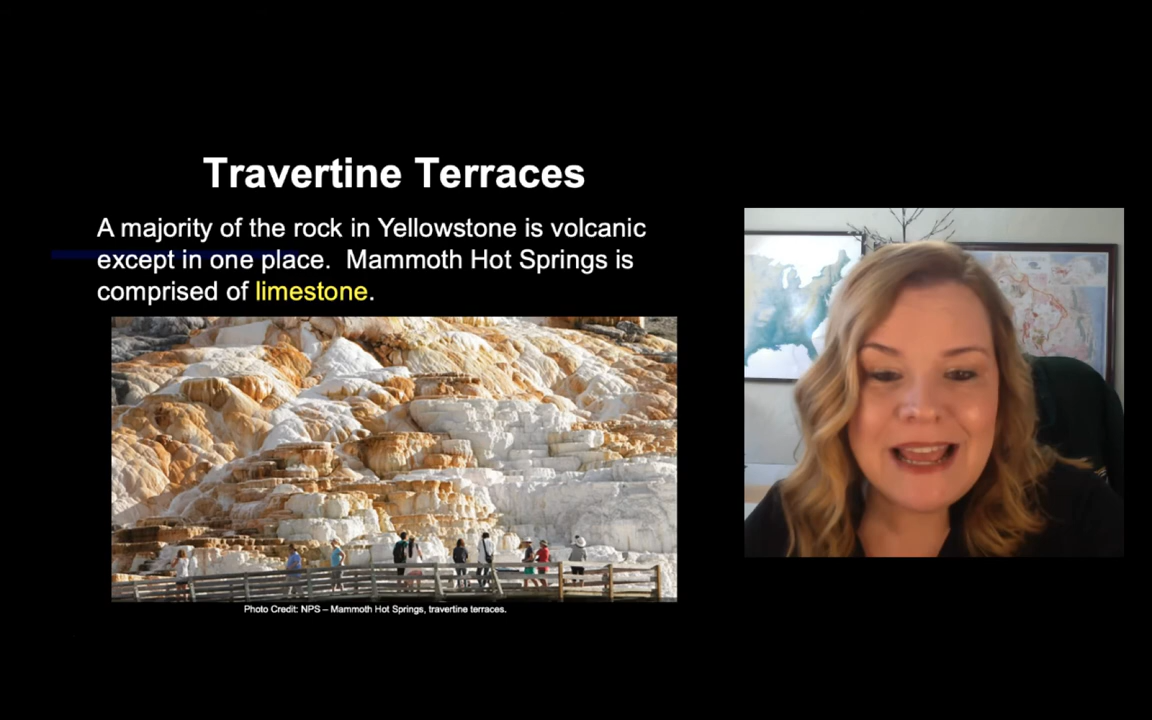 Travertine Terraces
A majority of the rock in Yellowstone is volcanic
except in one place.  Mammoth Hot Springs is
comprised of limestone.
Photo Credit: NPS – Mammoth Hot Springs, travertine terraces.